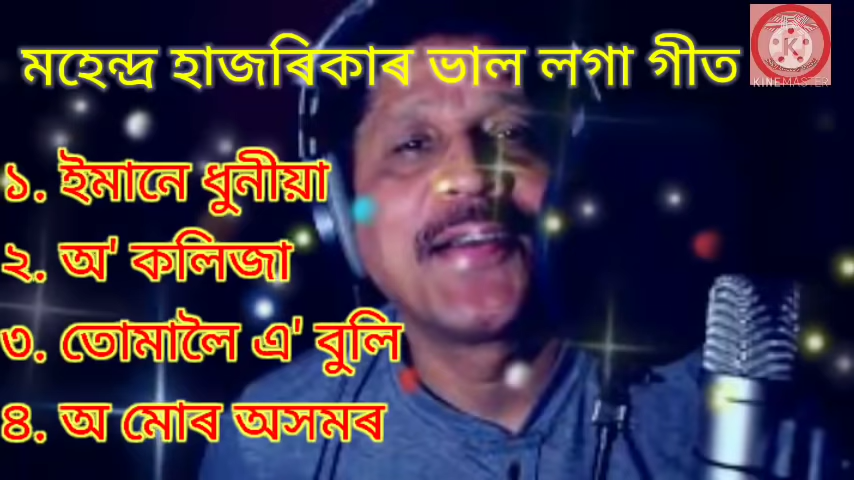 মহেন্দ্ৰ হাজৰিকাৰ ভাল লগা গীত
KINEMASTER
১. ইমানে ধুনীয়া
২. অ' কলিজা
৩. তোমালৈ এ' বুলি
৪. অ মোৰ অসমৰ